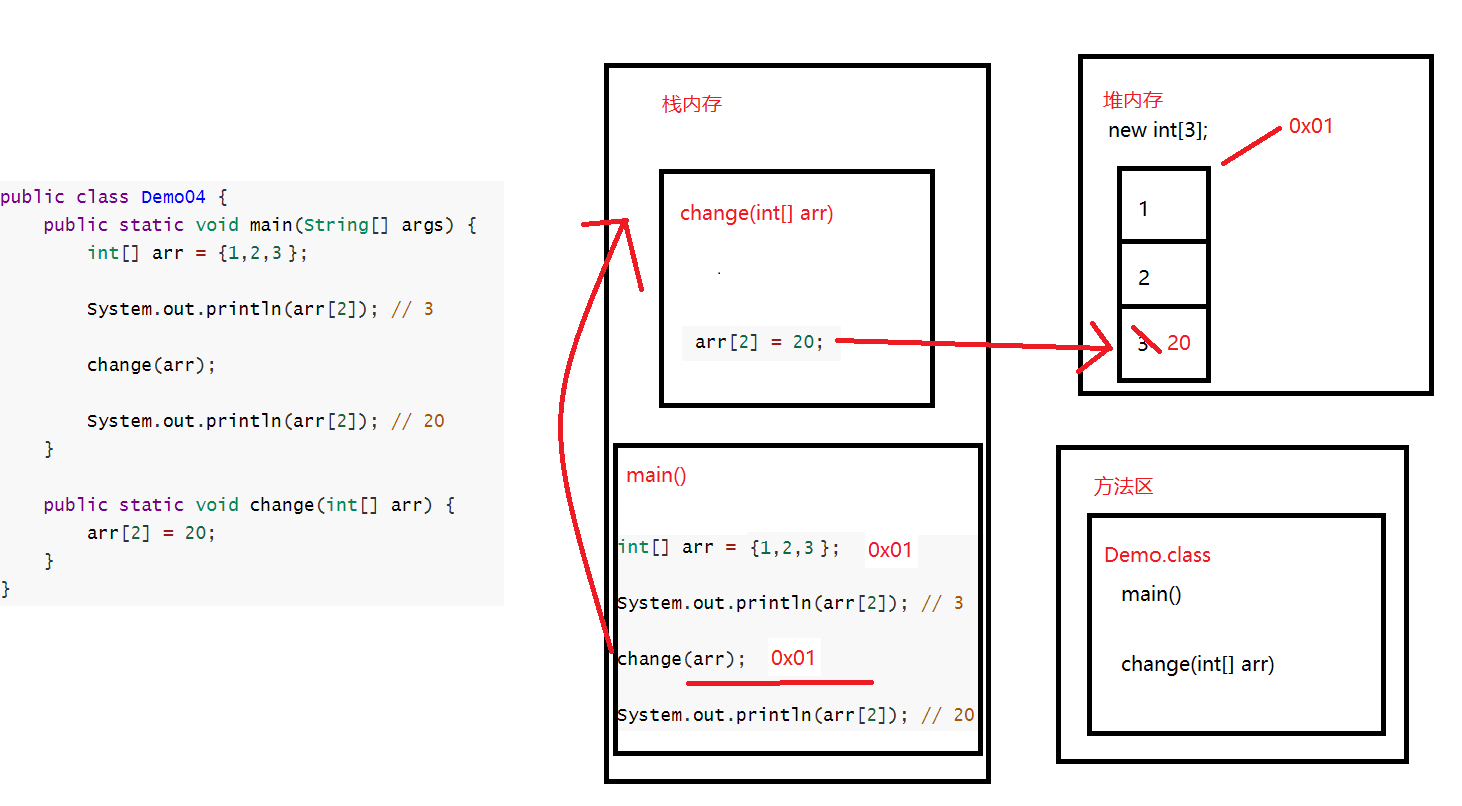 public class Demo04 {
public static void main(String[] args) {
int[] arr = {1,2,3};
System.out.println(arr[2]); // 3
change(arr);
System.out.println(arr[2]); // 20
}
public static void change(int[] arr) {
arr[2] = 20;
}
}
栈内存
change(int[] arr)
arr[2] = 20;
main()
int[] arr = {1,2,3}; 0x01
System.out.println(arr[2]); // 3
change(arr); 0x01
System.out.println(arr[2]); // 20
堆内存
new int[3];
0x01
1
2
3 20
方法区
Demo.class
main()
change(int[] arr)